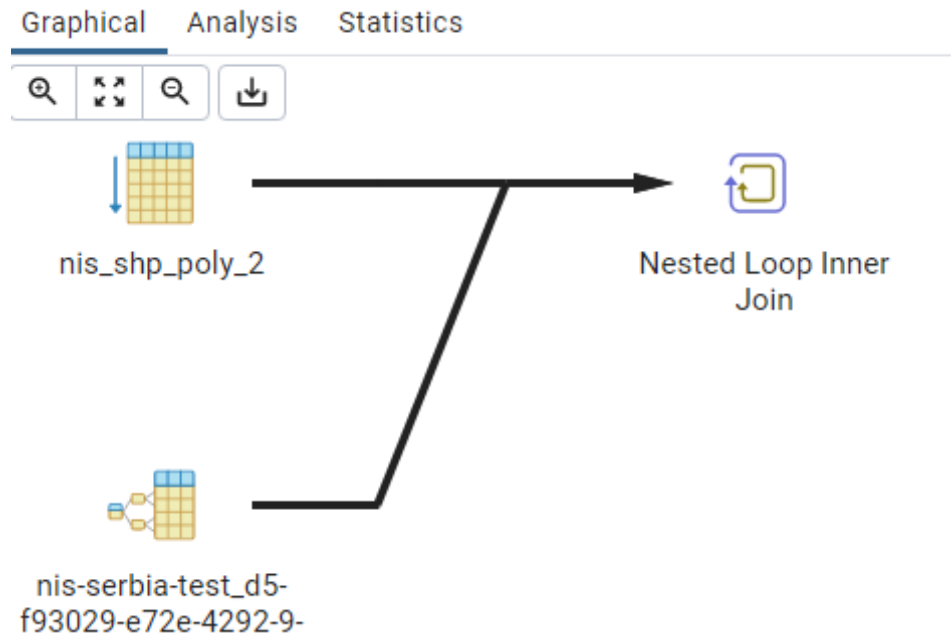 Graphical Analysis Statistics
nis_shp_poly_2
Nested Loop Inner
Join
nis-serbia-test_d5-
f93029-e72e-4292-9-